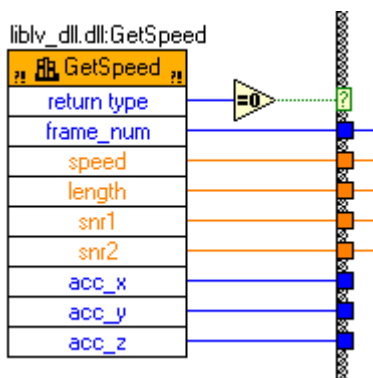 liblv_dll.dll:GetSpeed
?! GetSpeed ?!
return type
=0
?
frame_num
speed
length
snr1
snr2
acc_x
acc_y
acc_z